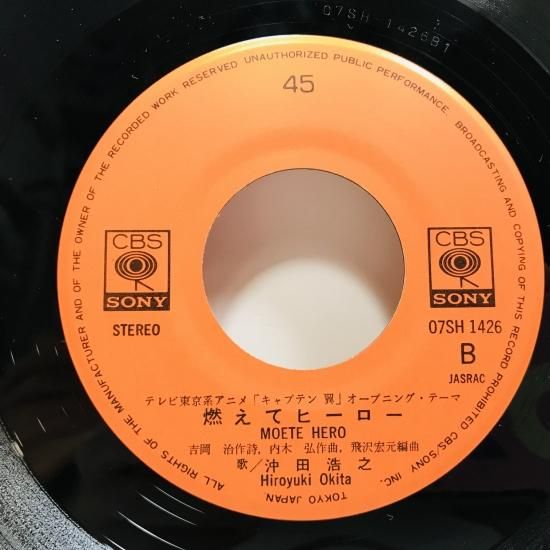 07SH-1426B1
ALL RIGHTS OF THE MANUFACTURER AND OF THE OWNER OF THE RECORDED WORK RESERVED UNAUTHORIZED PUBLIC PERFORMANCE. BROADCASTING AND COPYING OF THIS RECORD PROHIBITED CBS/SONY INC.
TOKYO JAPAN
45
CBS
SONY
CBS
SONY
STEREO
07SH 1426
B
JASRAC
テレビ東京系アニメ「キャプテン 翼」オープニング・テーマ
燃えてヒーロー
MOETE HERO
吉岡 治作詩, 内木 弘作曲, 飛沢宏元編曲
歌/沖田浩之
Hiroyuki Okita